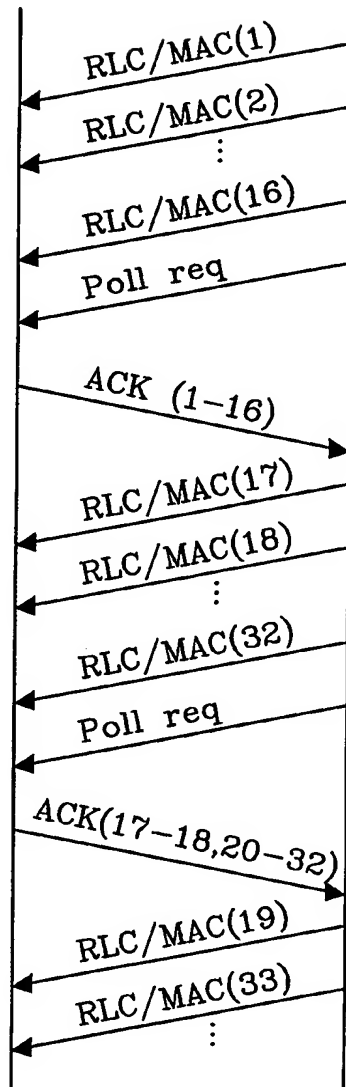 RLC/MAC(1)
RLC/MAC(2)
⋮
RLC/MAC(16)
Poll req
ACK (1-16)
RLC/MAC(17)
RLC/MAC(18)
⋮
RLC/MAC(32)
Poll req
ACK(17-18,20-32)
RLC/MAC(19)
RLC/MAC(33)
⋮